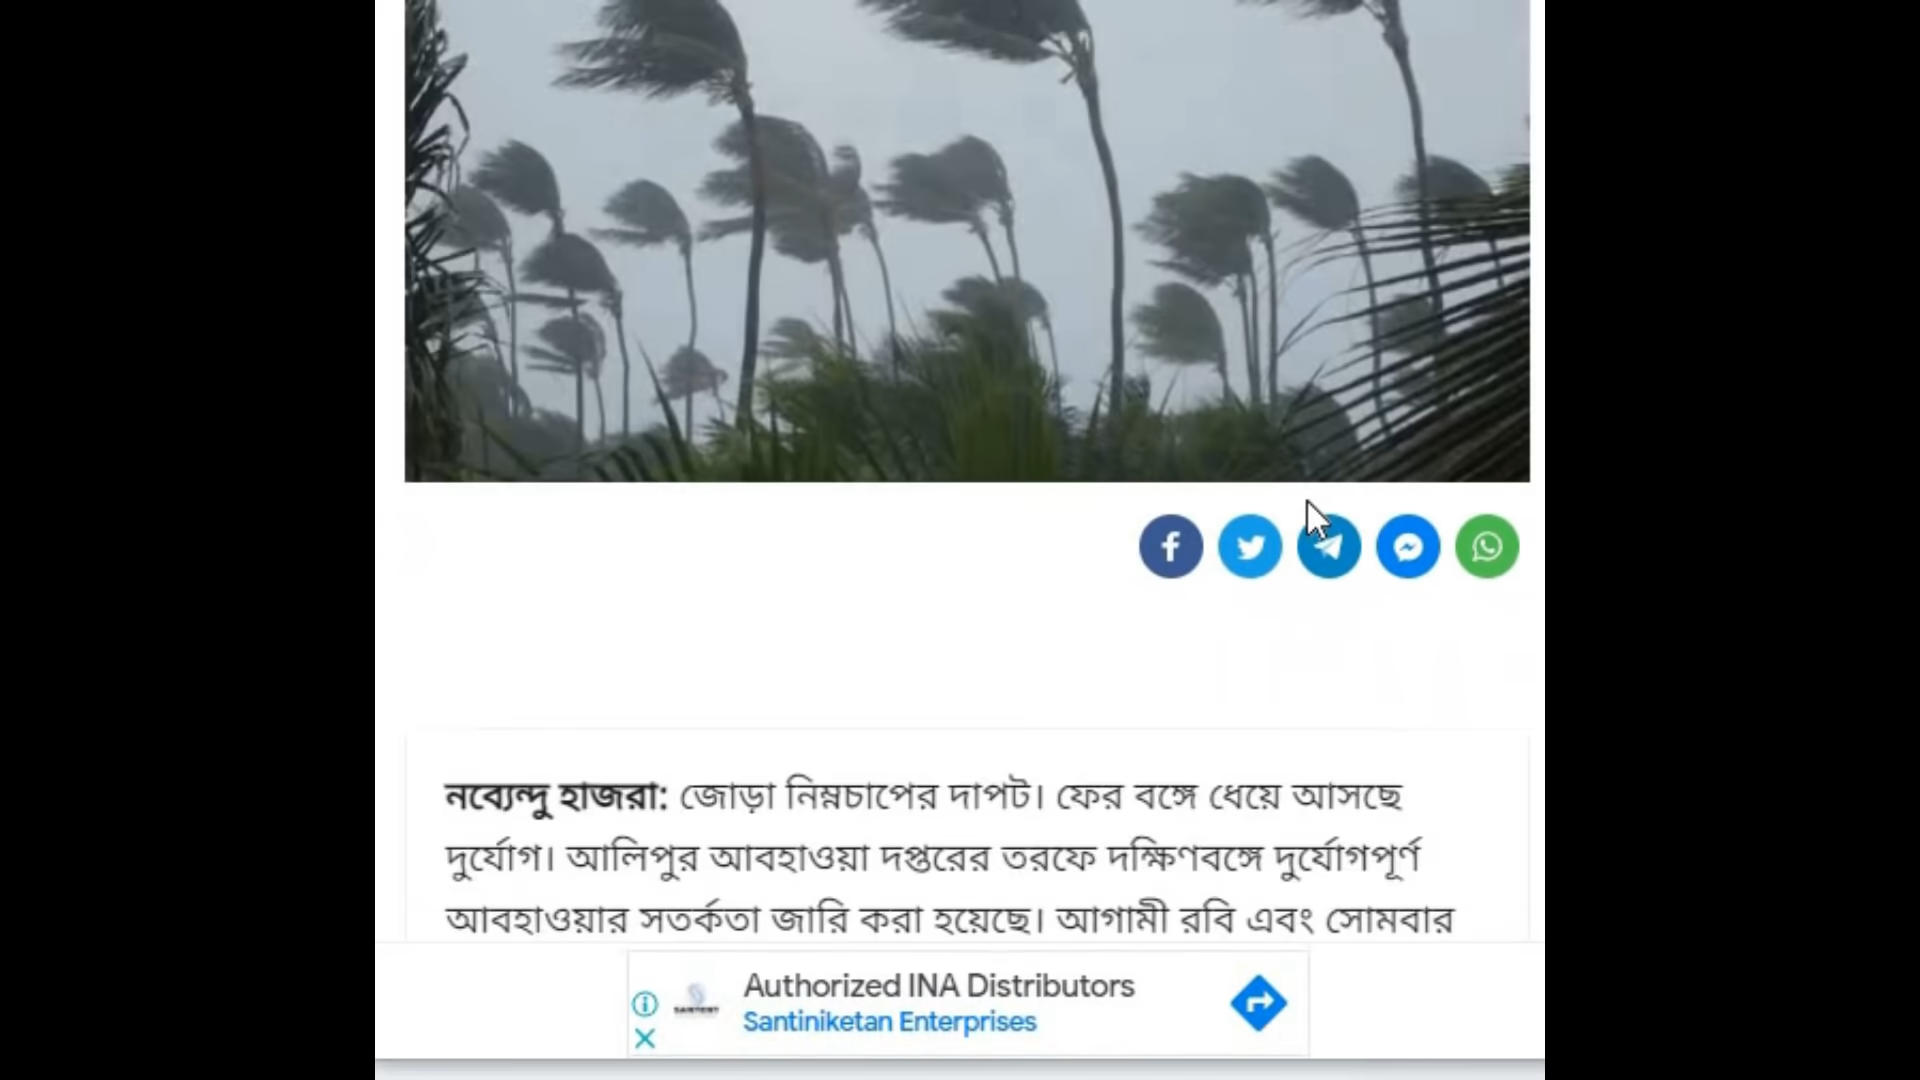 নব্যেন্দু হাজরা: জোড়া নিম্নচাপের দাপট। ফের বঙ্গে ধেয়ে আসছে
দুর্যোগ। আলিপুর আবহাওয়া দপ্তরের তরফে দক্ষিণবঙ্গে দুর্যোগপূর্ণ
আবহাওয়ার সতর্কতা জারি করা হয়েছে। আগামী রবি এবং সোমবার
Authorized INA Distributors
Santiniketan Enterprises